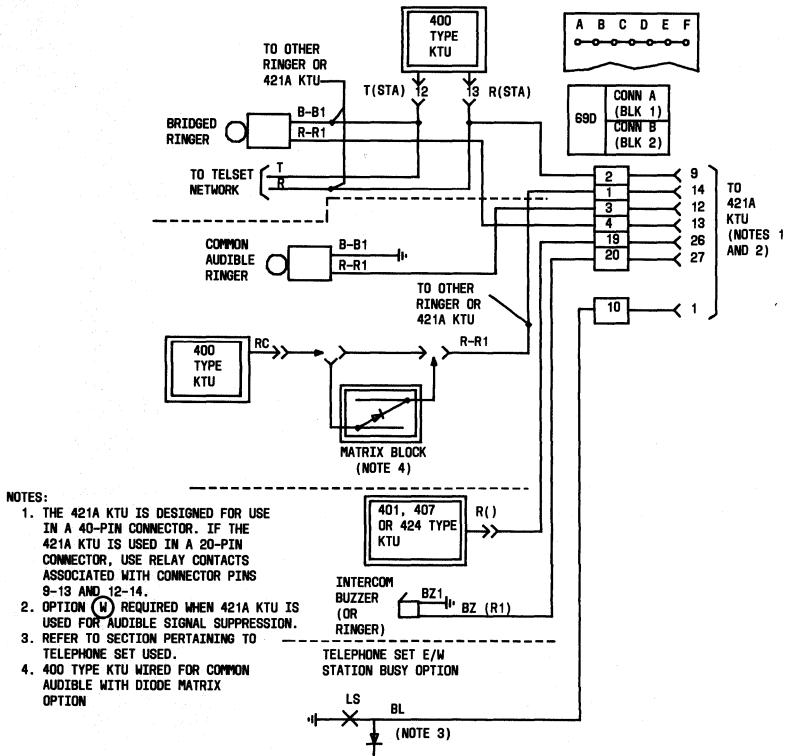 400
TYPE
KTU
A B C D E F
TO OTHER
RINGER OR
421A KTU
T(STA) 12
13 R(STA)
69D
CONN A
(BLK 1)
CONN B
(BLK 2)
BRIDGED
RINGER
B-B1
R-R1
TO TELSET
NETWORK
T
R
2 9
1 14
3 12
4 13
19 26
20 27
10 1
TO
421A
KTU
(NOTES 1
AND 2)
COMMON
AUDIBLE
RINGER
B-B1
R-R1
TO OTHER
RINGER OR
421A KTU
400
TYPE
KTU
RC
R-R1
MATRIX BLOCK
(NOTE 4)
401, 407
OR 424 TYPE
KTU
R()
INTERCOM
BUZZER
(OR
RINGER)
BZ1
BZ (R1)
TELEPHONE SET E/W
STATION BUSY OPTION
LS
BL
(NOTE 3)
NOTES:
1. THE 421A KTU IS DESIGNED FOR USE
IN A 40-PIN CONNECTOR. IF THE
421A KTU IS USED IN A 20-PIN
CONNECTOR, USE RELAY CONTACTS
ASSOCIATED WITH CONNECTOR PINS
9-13 AND 12-14.
2. OPTION W REQUIRED WHEN 421A KTU IS
USED FOR AUDIBLE SIGNAL SUPPRESSION.
3. REFER TO SECTION PERTAINING TO
TELEPHONE SET USED.
4. 400 TYPE KTU WIRED FOR COMMON
AUDIBLE WITH DIODE MATRIX
OPTION